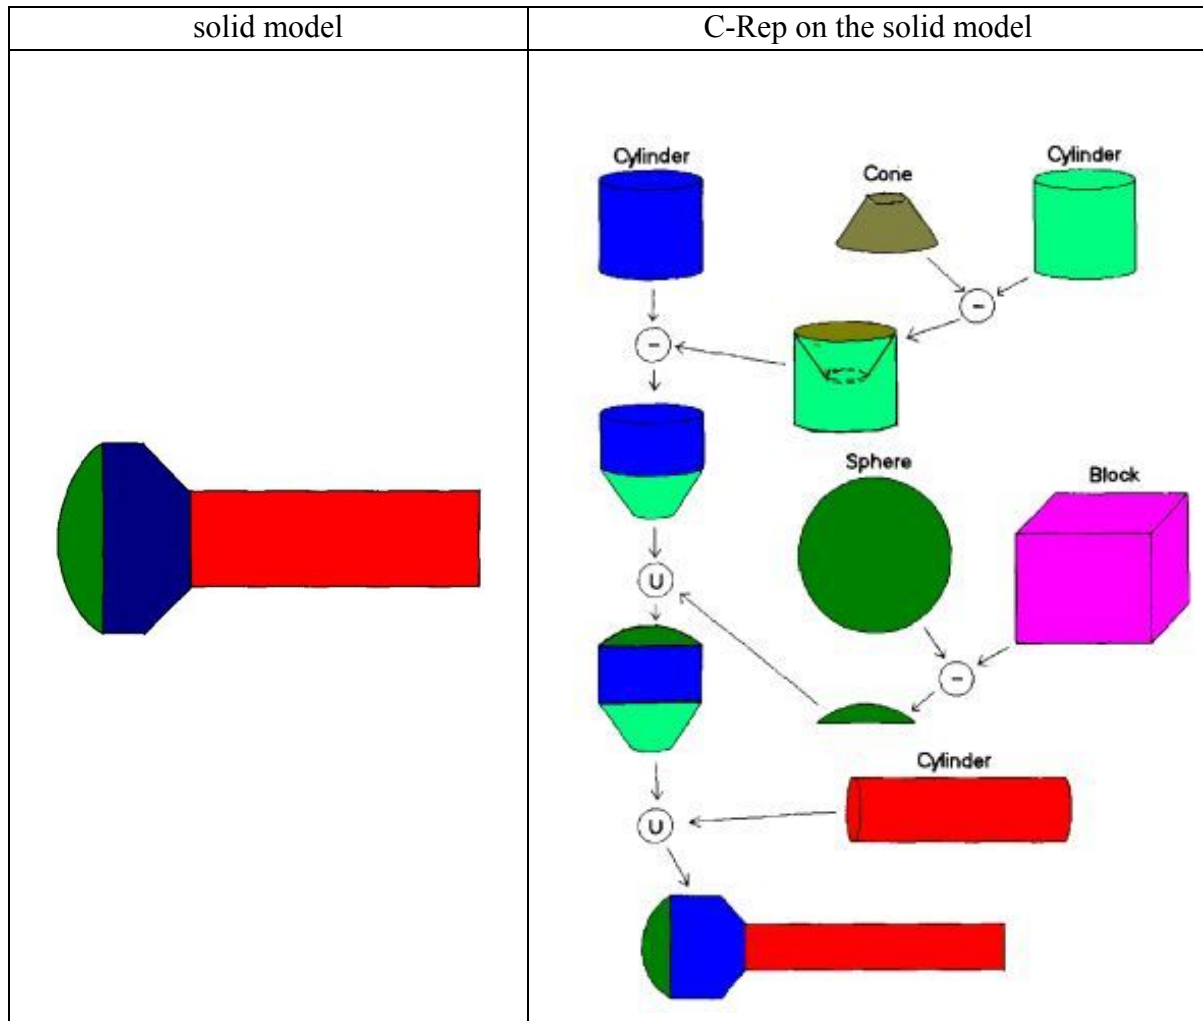 solid model
C-Rep on the solid model
Cylinder
Cone
Cylinder
−
−
Sphere
Block
U
−
Cylinder
U